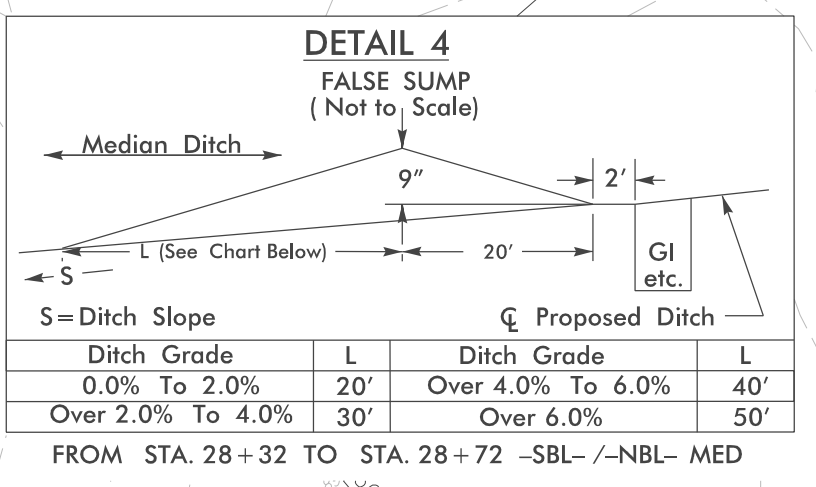 DETAIL 4
FALSE SUMP
( Not to Scale)
Median Ditch
9″
2′
L (See Chart Below)
20′
GI
etc.
S
S=Ditch Slope
℄ Proposed Ditch
Ditch Grade L Ditch Grade L
0.0% To 2.0% 20′ Over 4.0% To 6.0% 40′
Over 2.0% To 4.0% 30′ Over 6.0% 50′
FROM STA. 28+32 TO STA. 28+72 –SBL– /–NBL– MED